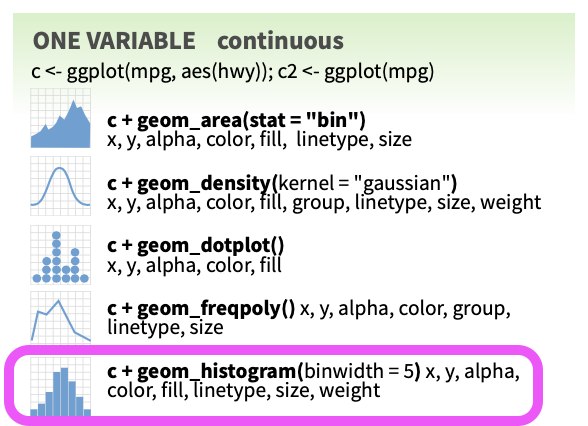 ONE VARIABLE continuous
c <- ggplot(mpg, aes(hwy)); c2 <- ggplot(mpg)
c + geom_area(stat = "bin")
x, y, alpha, color, fill, linetype, size
c + geom_density(kernel = "gaussian")
x, y, alpha, color, fill, group, linetype, size, weight
c + geom_dotplot()
x, y, alpha, color, fill
c + geom_freqpoly() x, y, alpha, color, group,
linetype, size
c + geom_histogram(binwidth = 5) x, y, alpha,
color, fill, linetype, size, weight